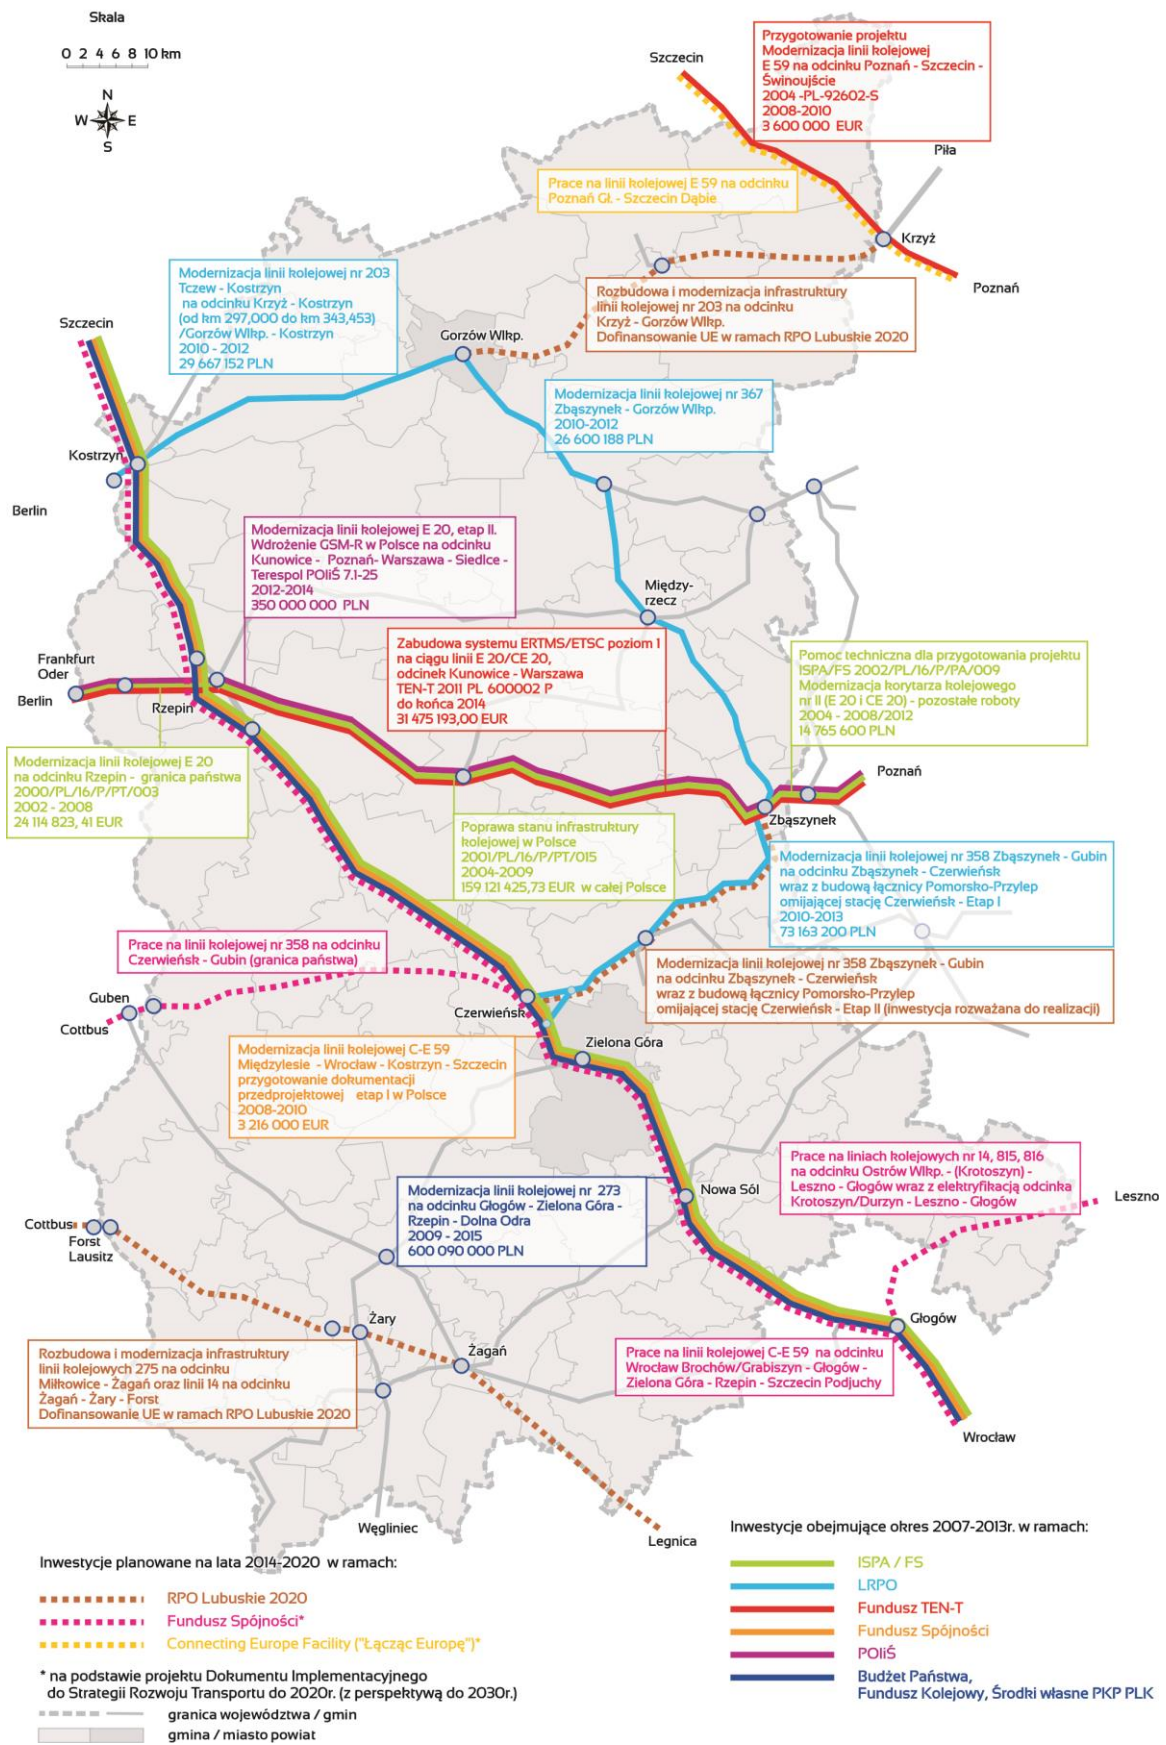 Skala
0 2 4 6 8 10 km
N
W E
S
Szczecin
Przygotowanie projektu
Modernizacja linii kolejowej
E 59 na odcinku Poznań - Szczecin -
Świnoujście
2004 -PL-92602-S
2008-2010
3 600 000 EUR
Piła
Prace na linii kolejowej E 59 na odcinku
Poznań Gł. - Szczecin Dąbie
Krzyż
Poznań
Modernizacja linii kolejowej nr 203
Tczew - Kostrzyn
na odcinku Krzyż - Kostrzyn
(od km 297,000 do km 343,453)
/Gorzów Wlkp. - Kostrzyn
2010 - 2012
29 667 152 PLN
Rozbudowa i modernizacja infrastruktury
linii kolejowej nr 203 na odcinku
Krzyż - Gorzów Wlkp.
Dofinansowanie UE w ramach RPO Lubuskie 2020
Szczecin
Gorzów Wlkp.
Modernizacja linii kolejowej nr 367
Zbąszynek - Gorzów Wlkp.
2010-2012
26 600 188 PLN
Kostrzyn
Berlin
Modernizacja linii kolejowej E 20, etap II.
Wdrożenie GSM-R w Polsce na odcinku
Kunowice - Poznań- Warszawa - Siedlce -
Terespol POIiŚ 7.1-25
2012-2014
350 000 000 PLN
Między-
rzecz
Zabudowa systemu ERTMS/ETSC poziom 1
na ciągu linii E 20/CE 20,
odcinek Kunowice - Warszawa
TEN-T 2011 PL 600002 P
do końca 2014
31 475 193,00 EUR
Pomoc techniczna dla przygotowania projektu
ISPA/FS 2002/PL/16/P/PA/009
Modernizacja korytarza kolejowego
nr II (E 20 i CE 20) - pozostałe roboty
2004 - 2008/2012
14 765 600 PLN
Frankfurt
Oder
Berlin
Rzepin
Poznań
Modernizacja linii kolejowej E 20
na odcinku Rzepin - granica państwa
2000/PL/16/P/PT/003
2002 - 2008
24 114 823, 41 EUR
Zbąszynek
Poprawa stanu infrastruktury
kolejowej w Polsce
2001/PL/16/P/PT/015
2004-2009
159 121 425,73 EUR w całej Polsce
Modernizacja linii kolejowej nr 358 Zbąszynek - Gubin
na odcinku Zbąszynek - Czerwieńsk
wraz z budową łącznicy Pomorsko-Przylep
omijającej stację Czerwieńsk - Etap I
2010-2013
73 163 200 PLN
Prace na linii kolejowej nr 358 na odcinku
Czerwieńsk - Gubin (granica państwa)
Modernizacja linii kolejowej nr 358 Zbąszynek - Gubin
na odcinku Zbąszynek - Czerwieńsk
wraz z budową łącznicy Pomorsko-Przylep
omijającej stację Czerwieńsk - Etap II (inwestycja rozważana do realizacji)
Guben
Cottbus
Czerwieńsk
Zielona Góra
Modernizacja linii kolejowej C-E 59
Międzylesie - Wrocław - Kostrzyn - Szczecin
przygotowanie dokumentacji
przedprojektowej etap I w Polsce
2008-2010
3 216 000 EUR
Prace na liniach kolejowych nr 14, 815, 816
na odcinku Ostrów Wlkp. - (Krotoszyn) -
Leszno - Głogów wraz z elektryfikacją odcinka
Krotoszyn/Durzyn - Leszno - Głogów
Leszno
Modernizacja linii kolejowej nr 273
na odcinku Głogów - Zielona Góra -
Rzepin - Dolna Odra
2009 - 2015
600 090 000 PLN
Nowa Sól
Cottbus
Forst
Lausitz
Głogów
Żary
Żagań
Rozbudowa i modernizacja infrastruktury
linii kolejowych 275 na odcinku
Miłkowice - Żagań oraz linii 14 na odcinku
Żagań - Żary - Forst
Dofinansowanie UE w ramach RPO Lubuskie 2020
Prace na linii kolejowej C-E 59 na odcinku
Wrocław Brochów/Grabiszyn - Głogów -
Zielona Góra - Rzepin - Szczecin Podjuchy
Wrocław
Węgliniec
Legnica
Inwestycje planowane na lata 2014-2020 w ramach:
RPO Lubuskie 2020
Fundusz Spójności*
Connecting Europe Facility ("Łącząc Europę")*
* na podstawie projektu Dokumentu Implementacyjnego
do Strategii Rozwoju Transportu do 2020r. (z perspektywą do 2030r.)
granica województwa / gmin
gmina / miasto powiat
Inwestycje obejmujące okres 2007-2013r. w ramach:
ISPA / FS
LRPO
Fundusz TEN-T
Fundusz Spójności
POIiŚ
Budżet Państwa,
Fundusz Kolejowy, Środki własne PKP PLK